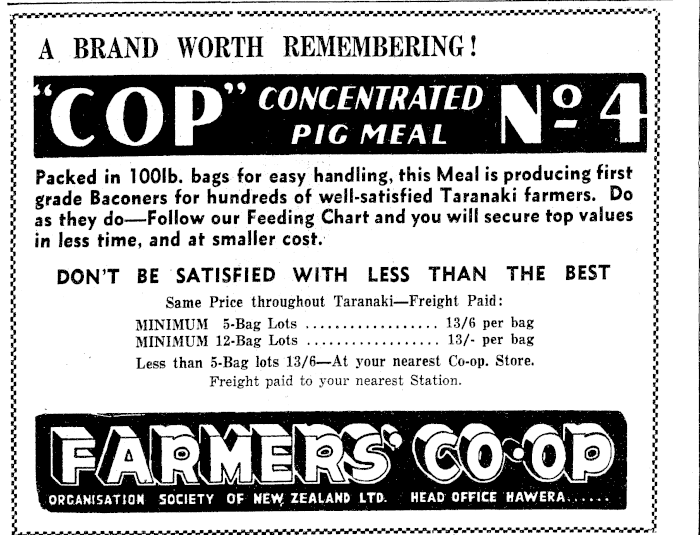 A BRAND WORTH REMEMBERING!
"COP" CONCENTRATED PIG MEAL No 4
Packed in 100lb. bags for easy handling, this Meal is producing first
grade Baconers for hundreds of well-satisfied Taranaki farmers. Do
as they do—Follow our Feeding Chart and you will secure top values
in less time, and at smaller cost.
DON'T BE SATISFIED WITH LESS THAN THE BEST
Same Price throughout Taranaki—Freight Paid:
MINIMUM 5-Bag Lots .................. 13/6 per bag
MINIMUM 12-Bag Lots .................. 13/- per bag
Less than 5-Bag lots 13/6—At your nearest Co-op. Store.
Freight paid to your nearest Station.
FARMERS' CO-OP
ORGANISATION SOCIETY OF NEW ZEALAND LTD. HEAD OFFICE HAWERA......